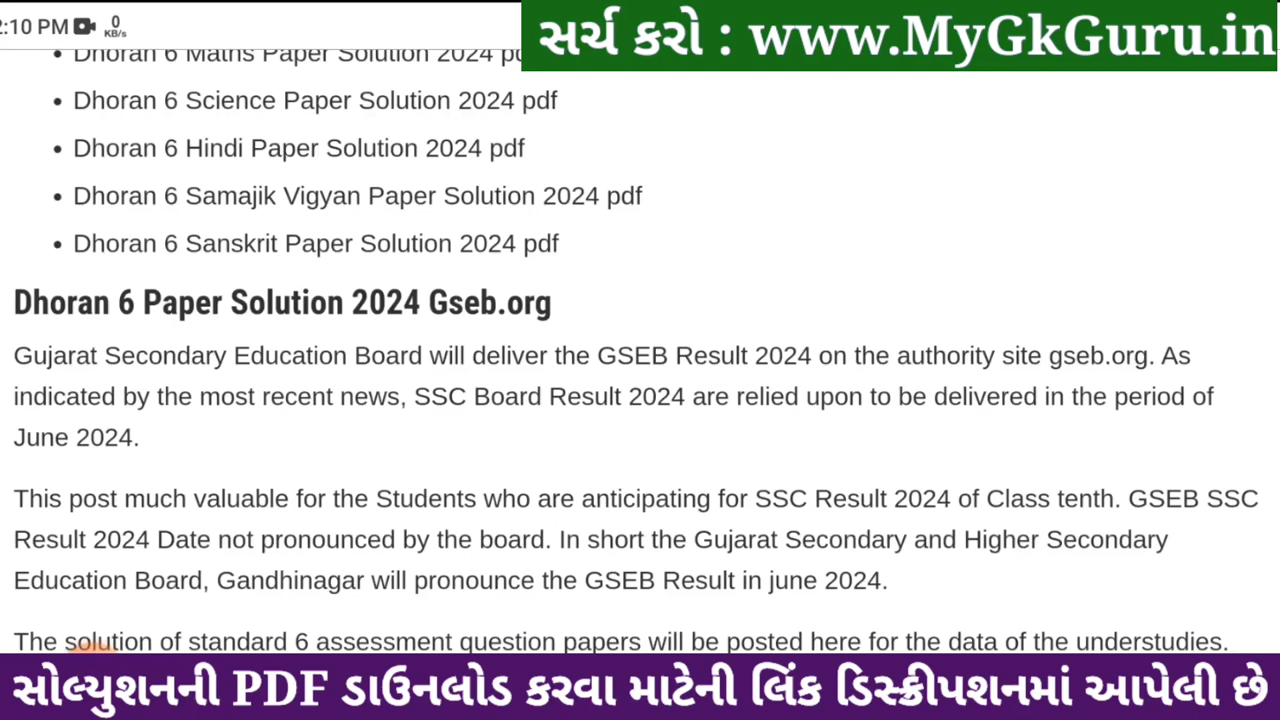 2:10 PM 0 KB/s
સર્ચ કરો : www.MyGkGuru.in
• Dhoran 6 Maths Paper Solution 2024
• Dhoran 6 Science Paper Solution 2024 pdf
• Dhoran 6 Hindi Paper Solution 2024 pdf
• Dhoran 6 Samajik Vigyan Paper Solution 2024 pdf
• Dhoran 6 Sanskrit Paper Solution 2024 pdf
Dhoran 6 Paper Solution 2024 Gseb.org
Gujarat Secondary Education Board will deliver the GSEB Result 2024 on the authority site gseb.org. As
indicated by the most recent news, SSC Board Result 2024 are relied upon to be delivered in the period of
June 2024.
This post much valuable for the Students who are anticipating for SSC Result 2024 of Class tenth. GSEB SSC
Result 2024 Date not pronounced by the board. In short the Gujarat Secondary and Higher Secondary
Education Board, Gandhinagar will pronounce the GSEB Result in june 2024.
The solution of standard 6 assessment question papers will be posted here for the data of the understudies.
સોલ્યુશનની PDF ડાઉનલોડ કરવા માટેની લિંક ડિસ્ક્રીપશનમાં આપેલી છે